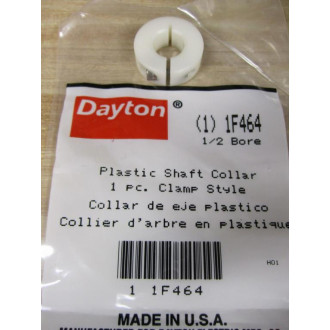 Dayton®
(1) 1F464
1/2 Bore
Plastic Shaft Collar
1 pc. Clamp Style
Collar de eje plastico
Collier d'arbre en plastique
H01
1 1F464
MADE IN U.S.A.